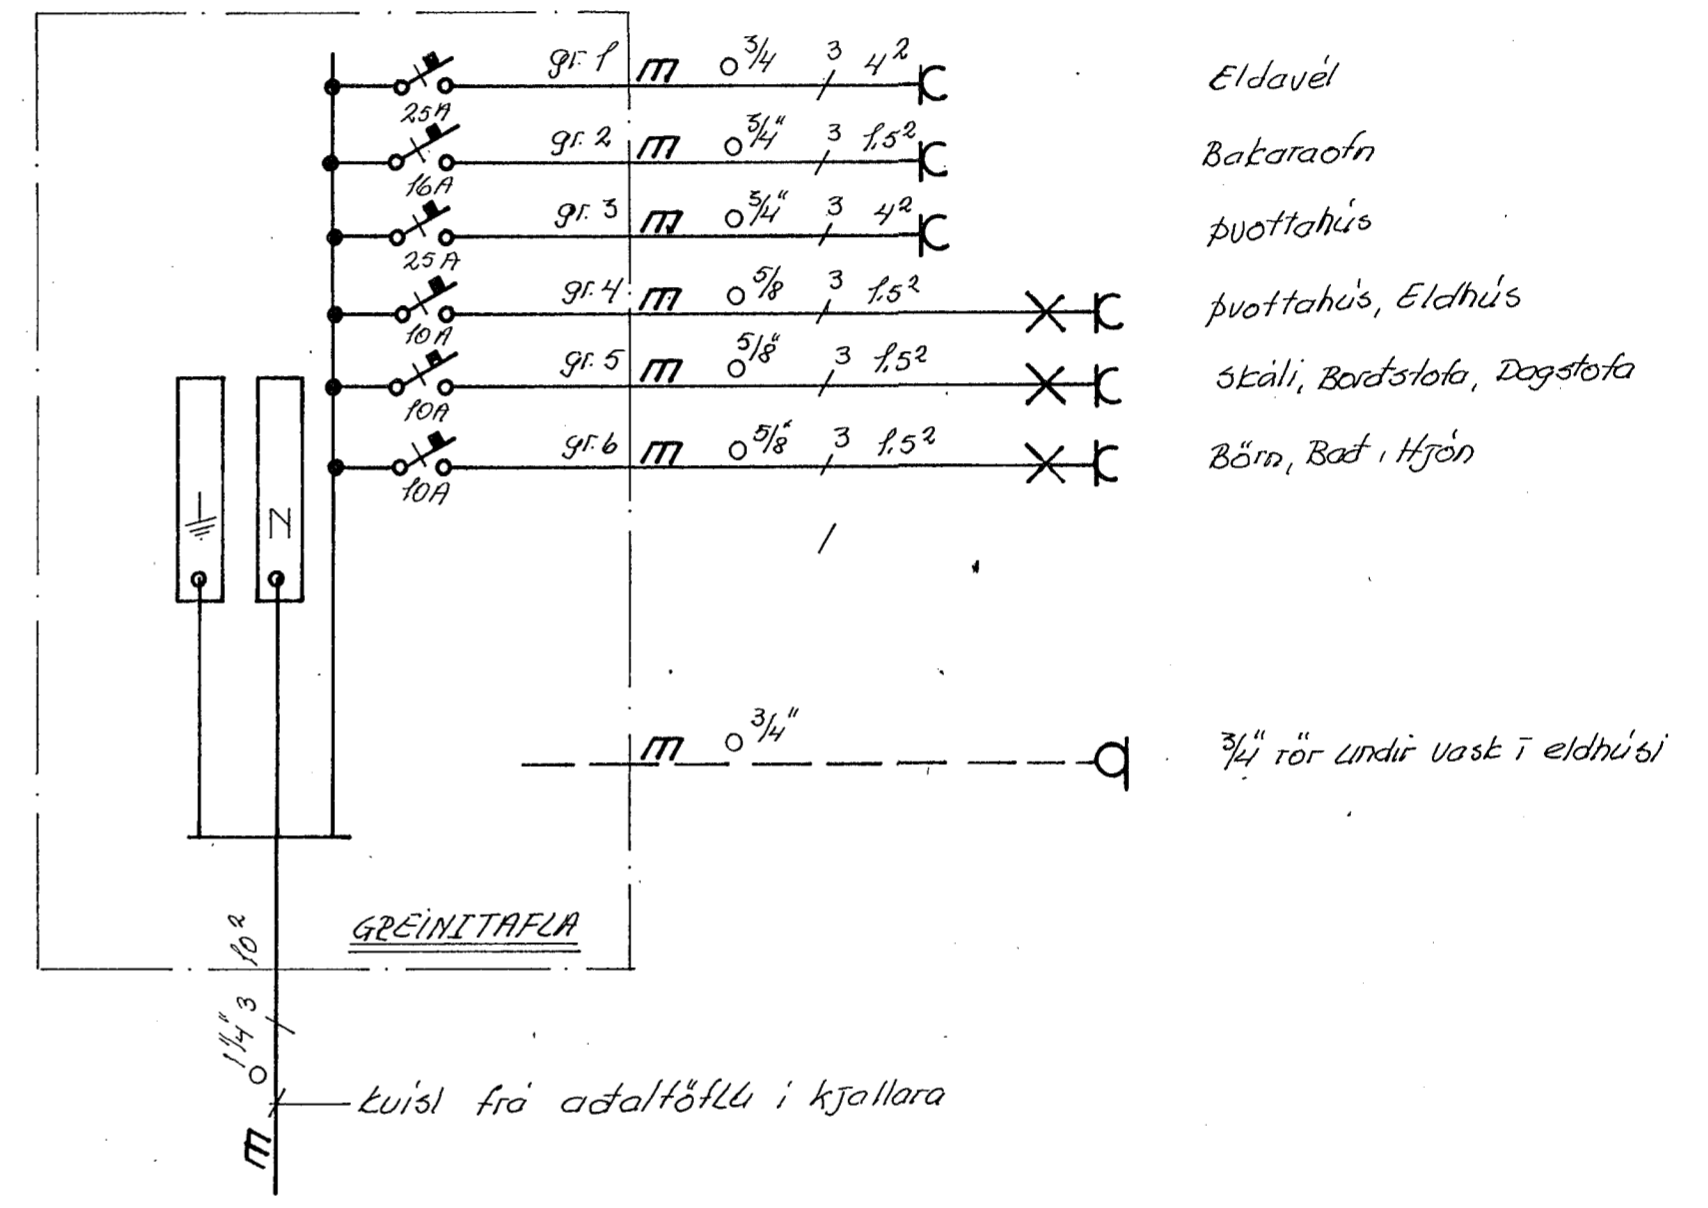 gr. 1 m ○ 3/4 3 4² Eldavél
25A
gr. 2 m ○ 3/4" 3 1,5² Bakaraofn
16A
gr. 3 m ○ 3/4" 3 4² Þvottahús
25A
gr. 4 m ○ 5/8 3 1,5² Þvottahús, Eldhús
10A
gr. 5 m ○ 5/8" 3 1,5² Skáli, Borðstofa, Dagstofa
10A
gr. 6 m ○ 5/8" 3 1,5² Börn, Bað, Hjón
10A
N
m ○ 3/4" 3/4" rör undir vask í eldhúsi
GREINITAFLA
m ○ 1 1/4" 3 10²
kvísl frá aðaltöflu í kjallara